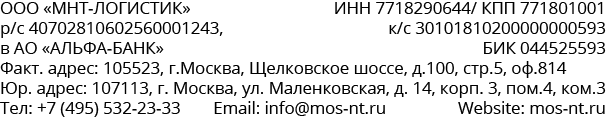 ООО «МНТ-ЛОГИСТИК» ИНН 7718290644/ КПП 771801001
р/с 40702810602560001243, к/с 30101810200000000593
в АО «АЛЬФА-БАНК» БИК 044525593
Факт. адрес: 105523, г.Москва, Щелковское шоссе, д.100, стр.5, оф.814
Юр. адрес: 107113, г. Москва, ул. Маленковская, д. 14, корп. 3, пом.4, ком.3
Тел: +7 (495) 532-23-33 Email: info@mos-nt.ru Website: mos-nt.ru